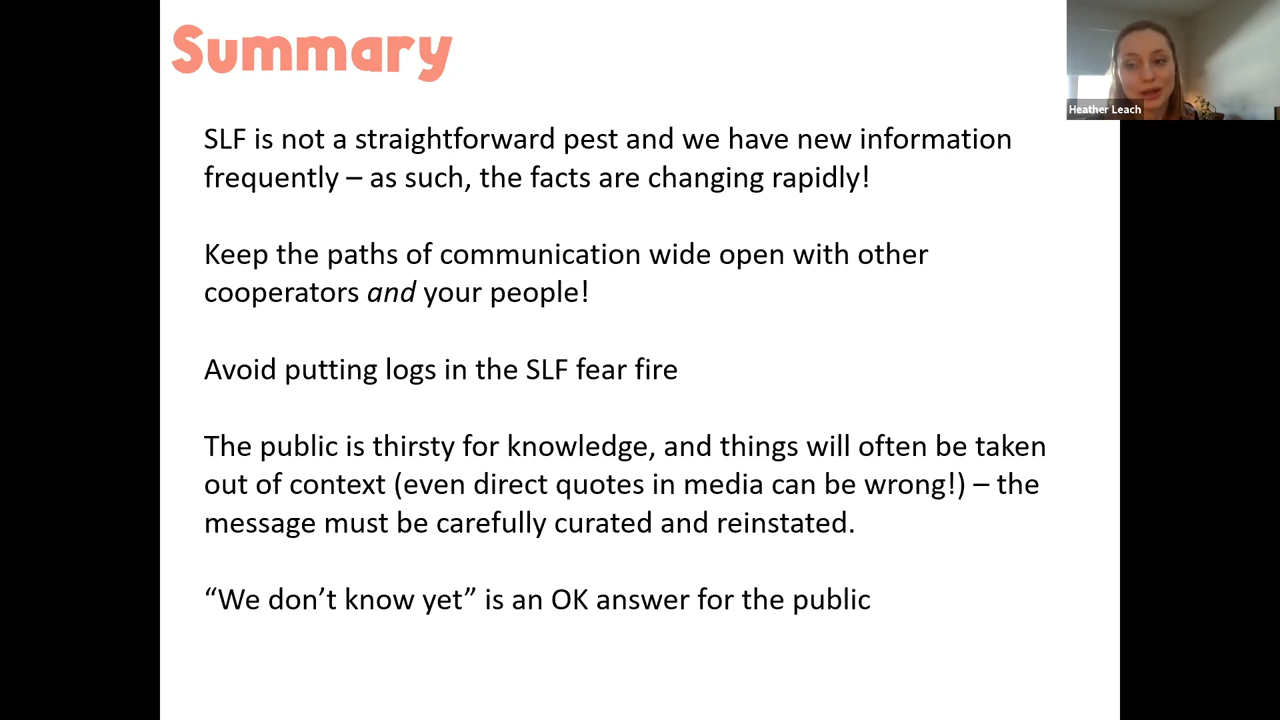 Summary
Heather Leach
SLF is not a straightforward pest and we have new information
frequently – as such, the facts are changing rapidly!
Keep the paths of communication wide open with other
cooperators and your people!
Avoid putting logs in the SLF fear fire
The public is thirsty for knowledge, and things will often be taken
out of context (even direct quotes in media can be wrong!) – the
message must be carefully curated and reinstated.
“We don’t know yet” is an OK answer for the public